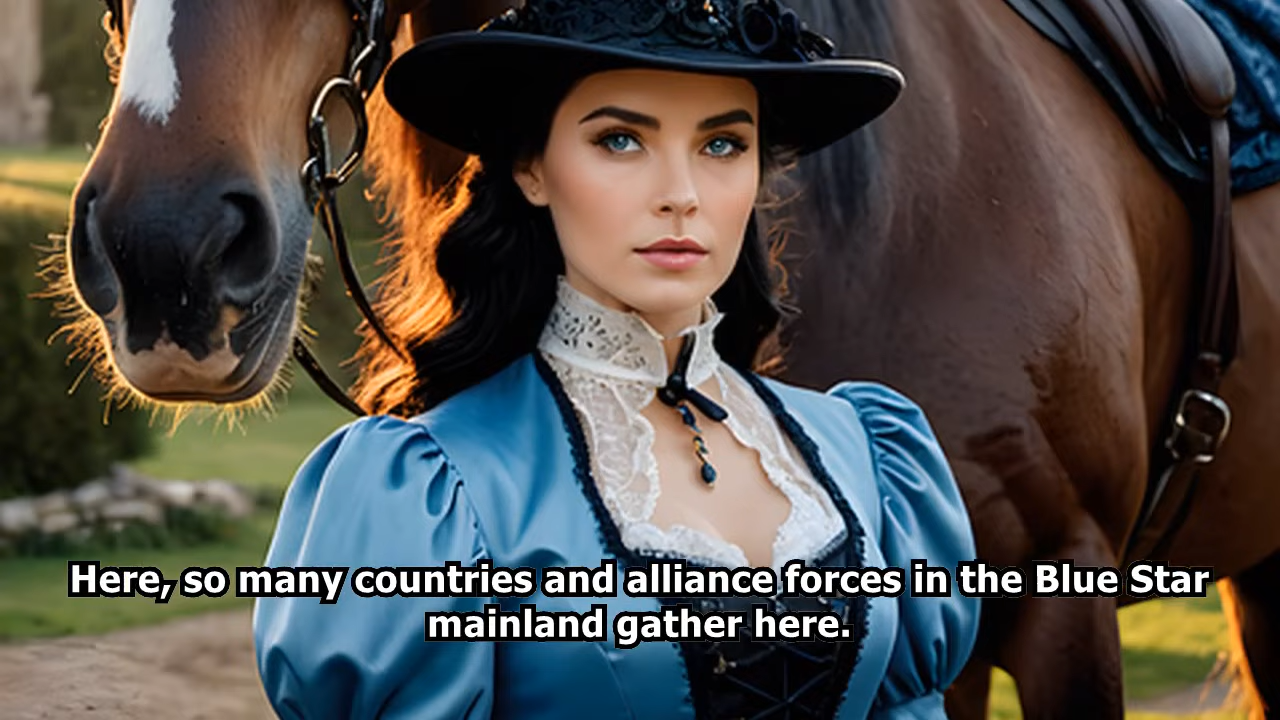 Here, so many countries and alliance forces in the Blue Star
mainland gather here.